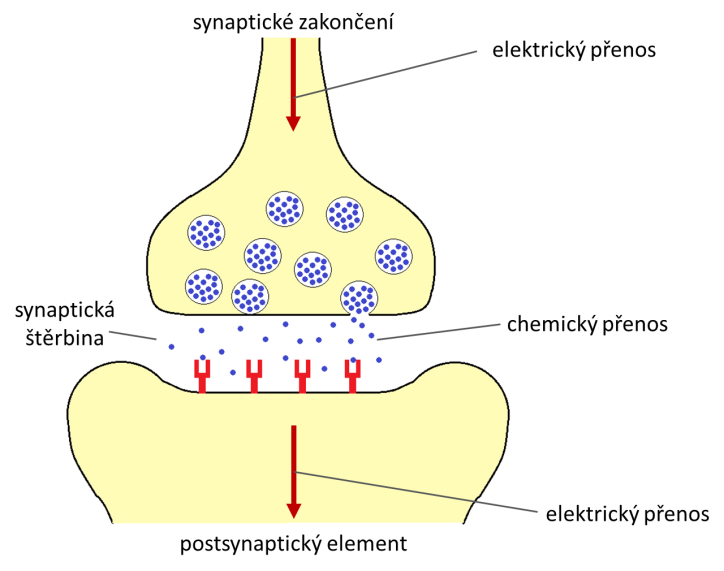 synaptické zakončení
elektrický přenos
synaptická
štěrbina
chemický přenos
elektrický přenos
postsynaptický element